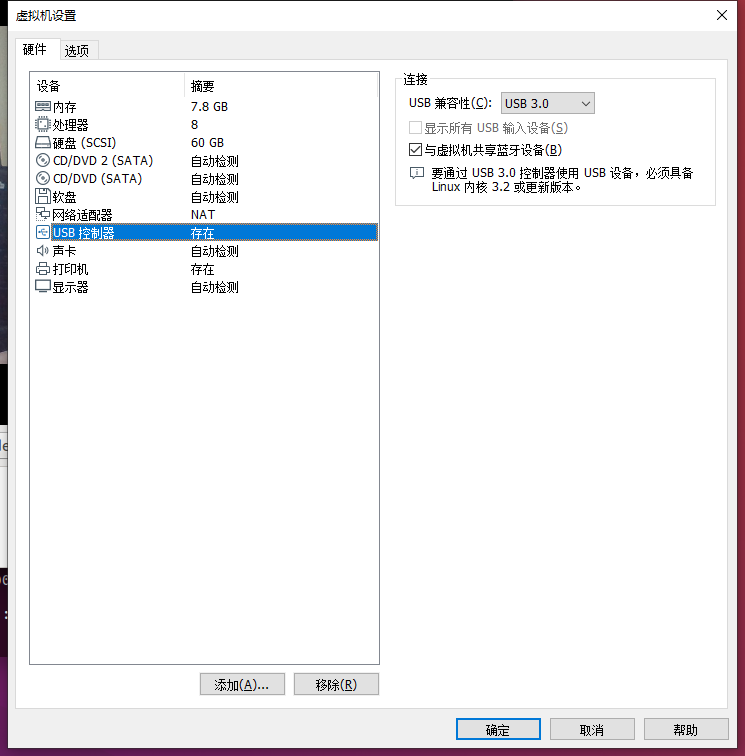 虚拟机设置
硬件 选项
设备 摘要
内存 7.8 GB
处理器 8
硬盘 (SCSI) 60 GB
CD/DVD 2 (SATA) 自动检测
CD/DVD (SATA) 自动检测
软盘 自动检测
网络适配器 NAT
USB 控制器 存在
声卡 自动检测
打印机 存在
显示器 自动检测
添加(A)... 移除(R)
连接
USB 兼容性(C): USB 3.0
显示所有 USB 输入设备(S)
与虚拟机共享蓝牙设备(B)
要通过 USB 3.0 控制器使用 USB 设备，必须具备
Linux 内核 3.2 或更新版本。
确定 取消 帮助